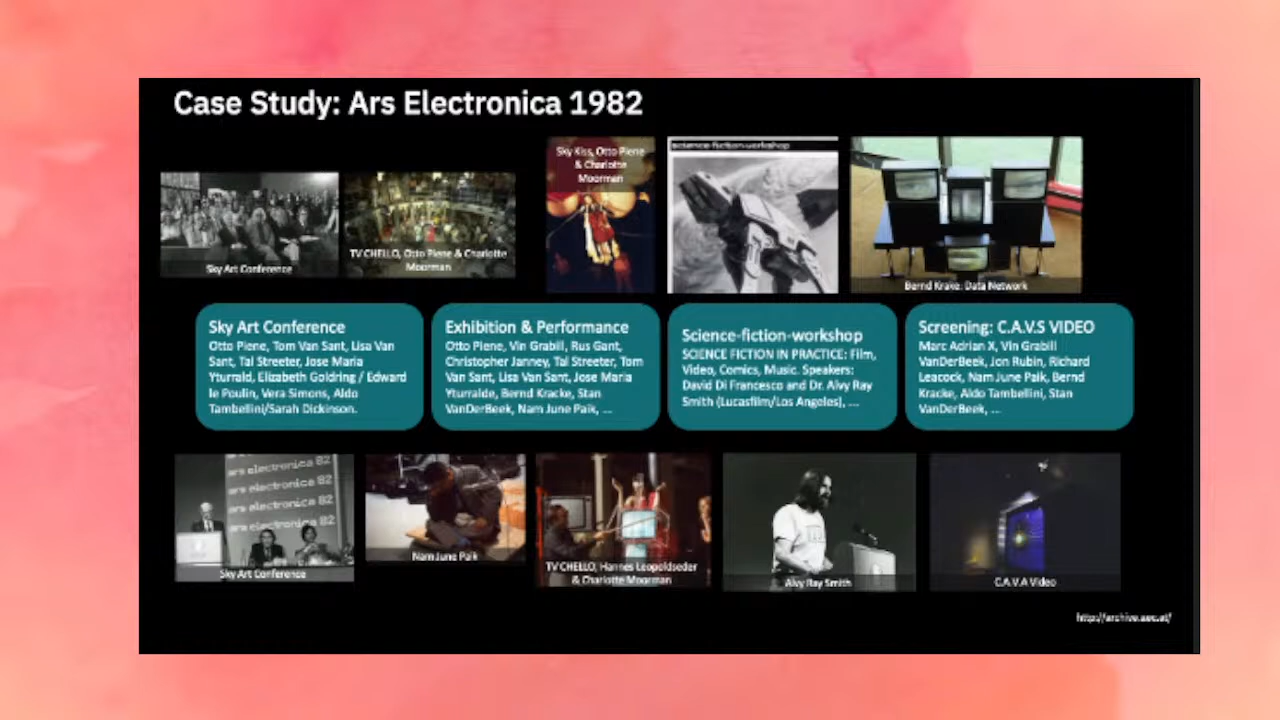 Case Study: Ars Electronica 1982
Sky Art Conference
TV CHELLO, Otto Piene & Charlotte
Moorman
Sky Kiss, Otto Piene
& Charlotte
Moorman
science-fiction-workshop
Bernd Krake: Data Network
Sky Art Conference
Otto Piene, Tom Van Sant, Lisa Van
Sant, Tal Streeter, Jose Maria
Yturrald, Elizabeth Goldring / Edward
le Poulin, Vera Simons, Aldo
Tambellini/Sarah Dickinson.
Exhibition & Performance
Otto Piene, Vin Grabill, Rus Gant,
Christopher Janney, Tal Streeter, Tom
Van Sant, Lisa Van Sant, Jose Maria
Yturralde, Bernd Kracke, Stan
VanDerBeek, Nam June Paik, ...
Science-fiction-workshop
SCIENCE FICTION IN PRACTICE: Film,
Video, Comics, Music. Speakers:
David Di Francesco and Dr. Alvy Ray
Smith (Lucasfilm/Los Angeles), ...
Screening: C.A.V.S VIDEO
Marc Adrian X, Vin Grabill
VanDerBeek, Jon Rubin, Richard
Leacock, Nam June Paik, Bernd
Kracke, Aldo Tambellini, Stan
VanDerBeek, ...
ars electronica 82
ars electronica 82
ars electronica 82
ars electronica 82
Sky Art Conference
Nam June Paik
TV CHELLO, Hannes Leopoldseder
& Charlotte Moorman
Alvy Ray Smith
C.A.V.A Video
http://archive.aec.at/